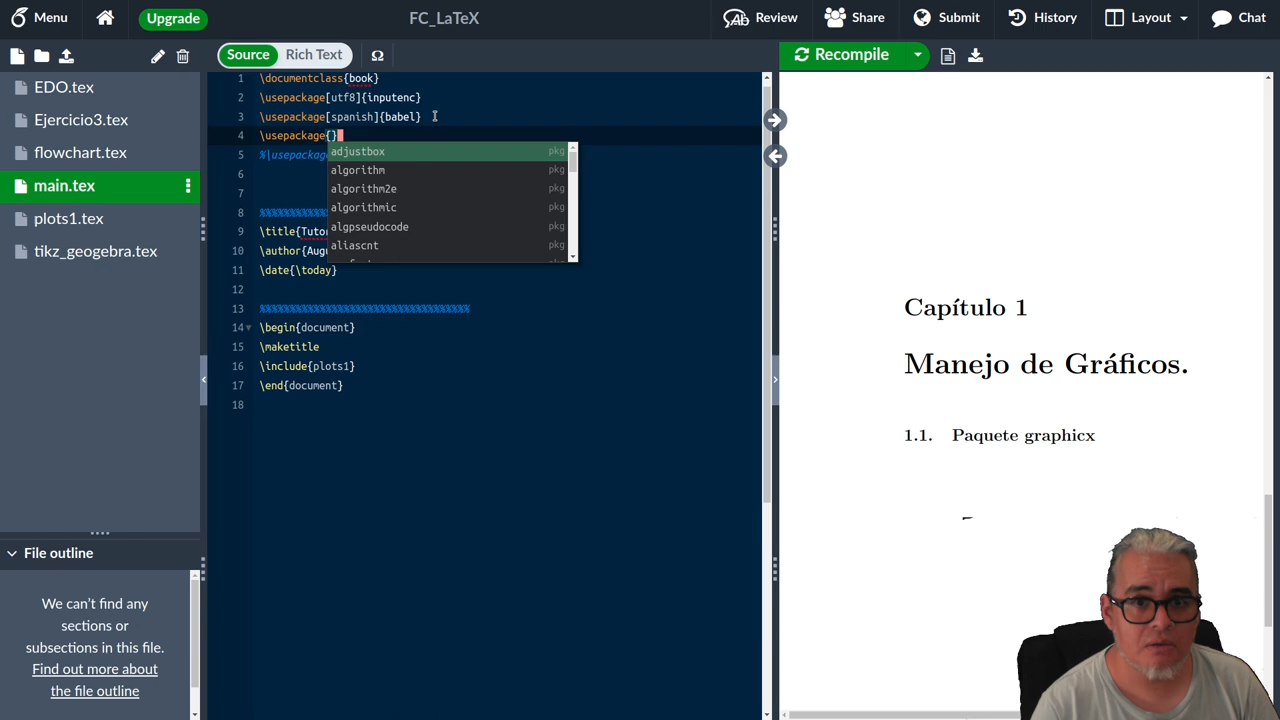 Menu
Upgrade
FC_LaTeX
Review
Share
Submit
History
Layout
Chat
Source
Rich Text
Ω
Recompile
EDO.tex
Ejercicio3.tex
flowchart.tex
main.tex
plots1.tex
tikz_geogebra.tex
File outline
We can't find any
sections or
subsections in this file.
Find out more about
the file outline
1 \documentclass{book}
2 \usepackage[utf8]{inputenc}
3 \usepackage[spanish]{babel}
4 \usepackage{}
5 %\usepackage
6
7
8 %%%%%%%%%%%
9 \title{Tuto
10 \author{Aug
11 \date{\today}
12
13 %%%%%%%%%%%%%%%%%%%%%%%%%%%%%%%%%%%
14 \begin{document}
15 \maketitle
16 \include{plots1}
17 \end{document}
18
adjustbox pkg
algorithm pkg
algorithm2e pkg
algorithmic pkg
algpseudocode pkg
aliascnt pkg
Capítulo 1
Manejo de Gráficos.
1.1. Paquete graphicx